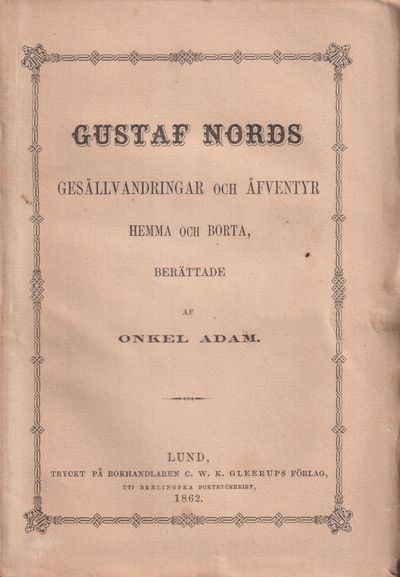 GUSTAF NORDS
GESÄLLVANDRINGAR OCH ÄFVENTYR
HEMMA OCH BORTA,
BERÄTTADE
AF
ONKEL ADAM.
LUND,
TRYCKT PÅ BOKHANDLAREN C. W. K. GLEERUPS FÖRLAG,
UTI BERLINGSKA BOKTRYCKERIET,
1862.